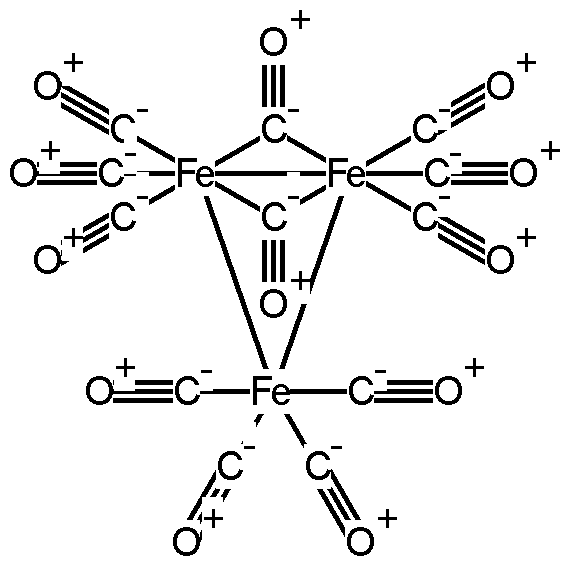 O+
O+ C- C- C- O+
O+ C- Fe Fe C- O+
O+ C- C- C- O+
O+
O+ C- Fe C- O+
C- C-
O+ O+